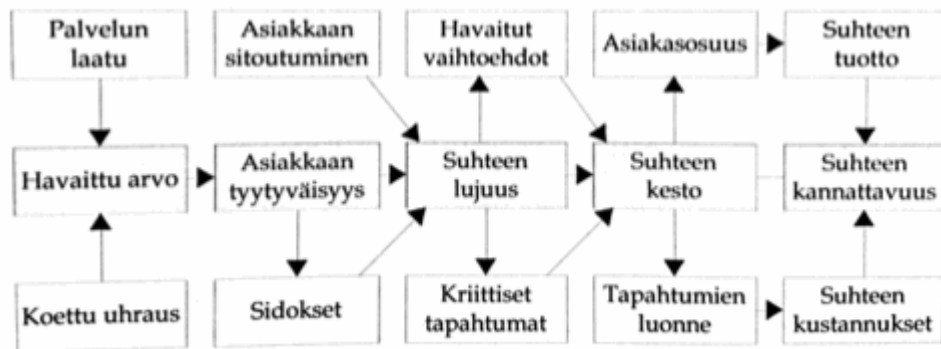 Palvelun
laatu
Asiakkaan
sitoutuminen
Havaitut
vaihtoehdot
Asiakasosuus
Suhteen
tuotto
Havaittu arvo
Asiakkaan
tyytyväisyys
Suhteen
lujuus
Suhteen
kesto
Suhteen
kannattavuus
Koettu uhraus
Sidokset
Kriittiset
tapahtumat
Tapahtumien
luonne
Suhteen
kustannukset